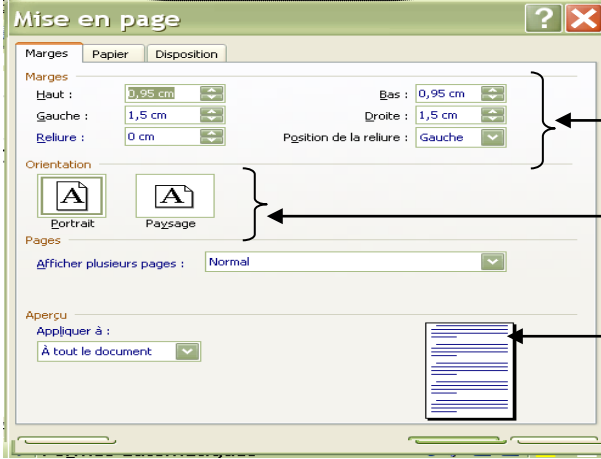 Mise en page
Marges Papier Disposition
Marges
Haut : 0,95 cm Bas : 0,95 cm
Gauche : 1,5 cm Droite : 1,5 cm
Reliure : 0 cm Position de la reliure : Gauche
Orientation
A A
Portrait Paysage
Pages
Afficher plusieurs pages : Normal
Aperçu
Appliquer à :
À tout le document